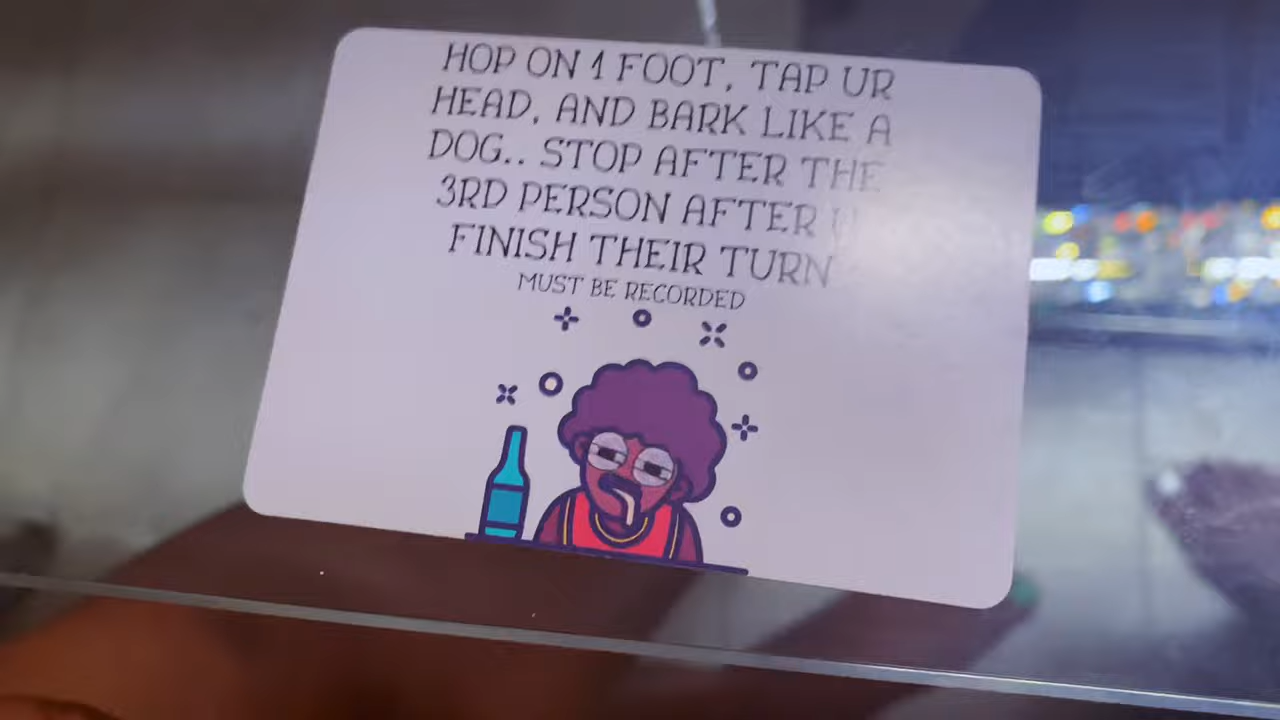 HOP ON 1 FOOT, TAP UR
HEAD, AND BARK LIKE A
DOG.. STOP AFTER THE
3RD PERSON AFTER
FINISH THEIR TURN
MUST BE RECORDED